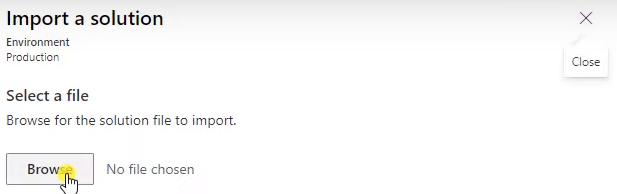 Import a solution
Environment
Production
Close
Select a file
Browse for the solution file to import.
Browse No file chosen